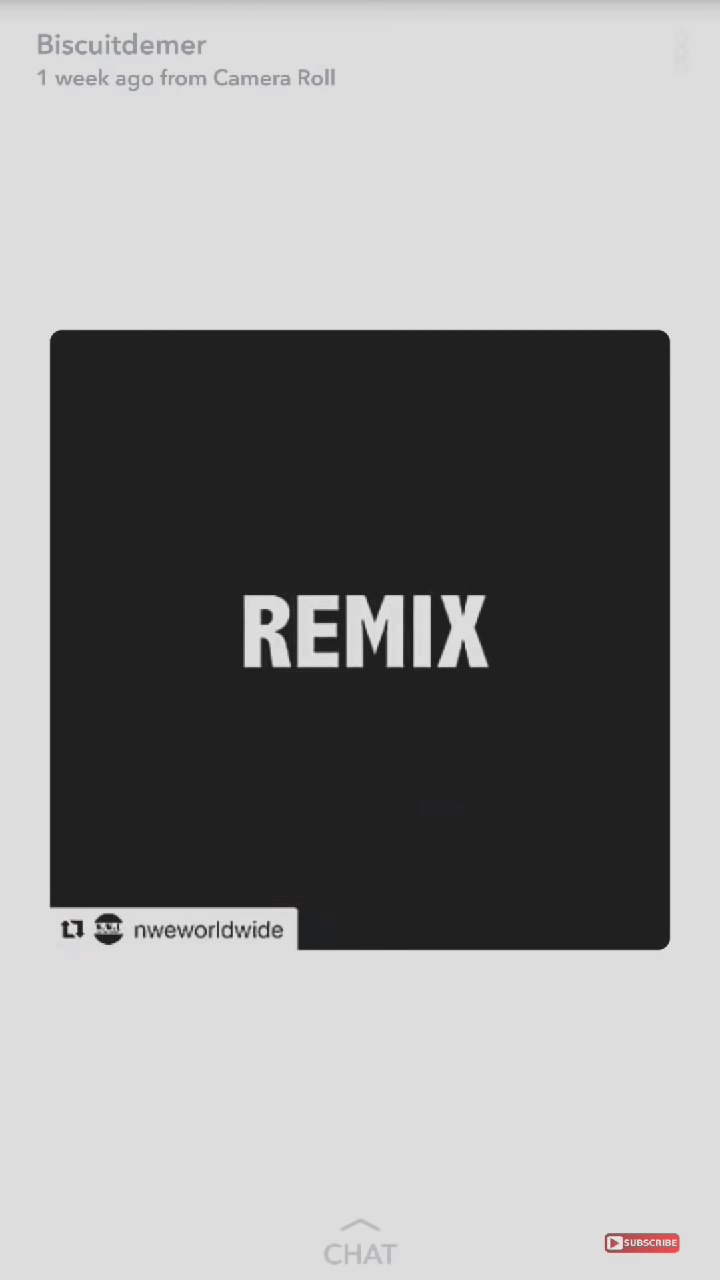 Biscuitdemer
1 week ago from Camera Roll
REMIX
nweworldwide
CHAT
SUBSCRIBE